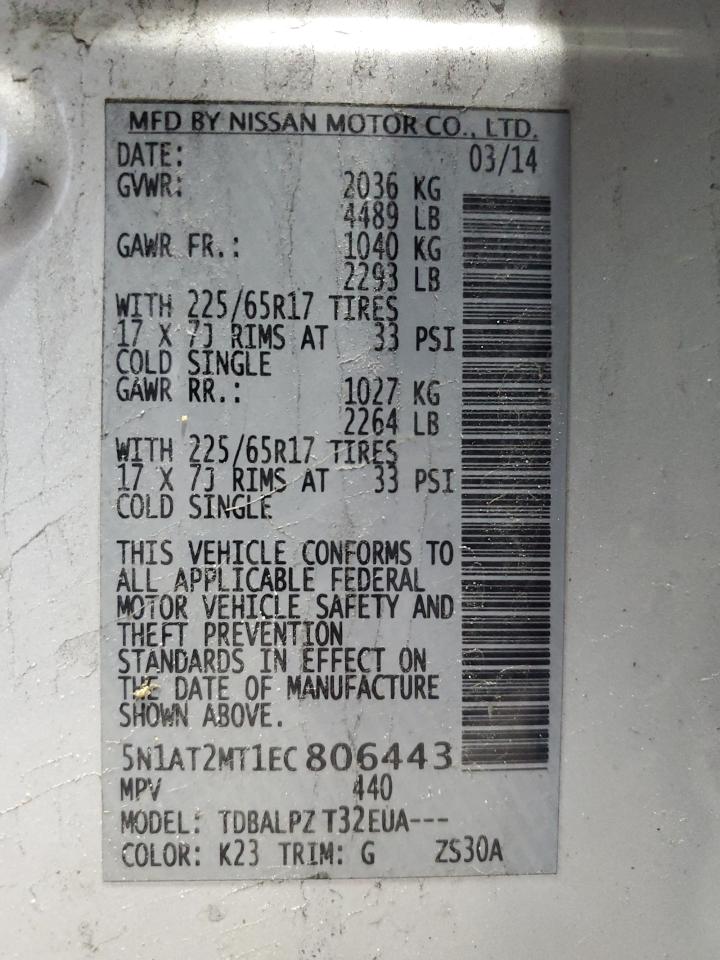 MFD BY NISSAN MOTOR CO., LTD.
DATE: 03/14
GVWR: 2036 KG
4489 LB
GAWR FR.: 1040 KG
2293 LB
WITH 225/65R17 TIRES
17 X 7J RIMS AT 33 PSI
COLD SINGLE
GAWR RR.: 1027 KG
2264 LB
WITH 225/65R17 TIRES
17 X 7J RIMS AT 33 PSI
COLD SINGLE
THIS VEHICLE CONFORMS TO
ALL APPLICABLE FEDERAL
MOTOR VEHICLE SAFETY AND
THEFT PREVENTION
STANDARDS IN EFFECT ON
THE DATE OF MANUFACTURE
SHOWN ABOVE.
5N1AT2MT1EC806443
MPV 440
MODEL: TDBALPZ T32EUA---
COLOR: K23 TRIM: G ZS30A